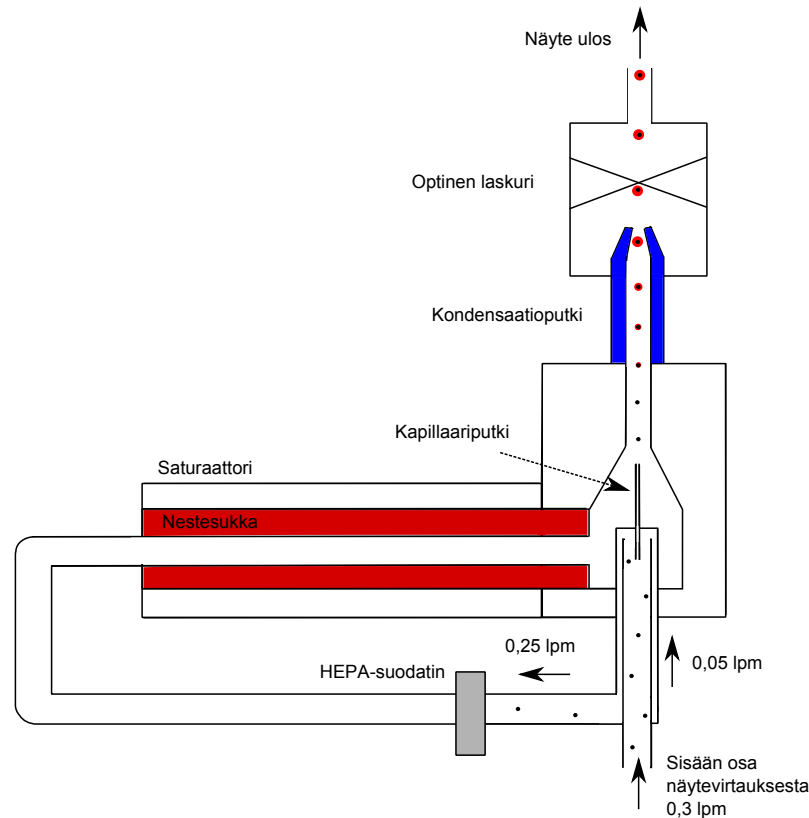 Näyte ulos
Optinen laskuri
Kondensaatioputki
Kapillaariputki
Saturaattori
Nestesukka
0,25 lpm
HEPA-suodatin
0,05 lpm
Sisään osa
näytevirtauksesta
0,3 lpm